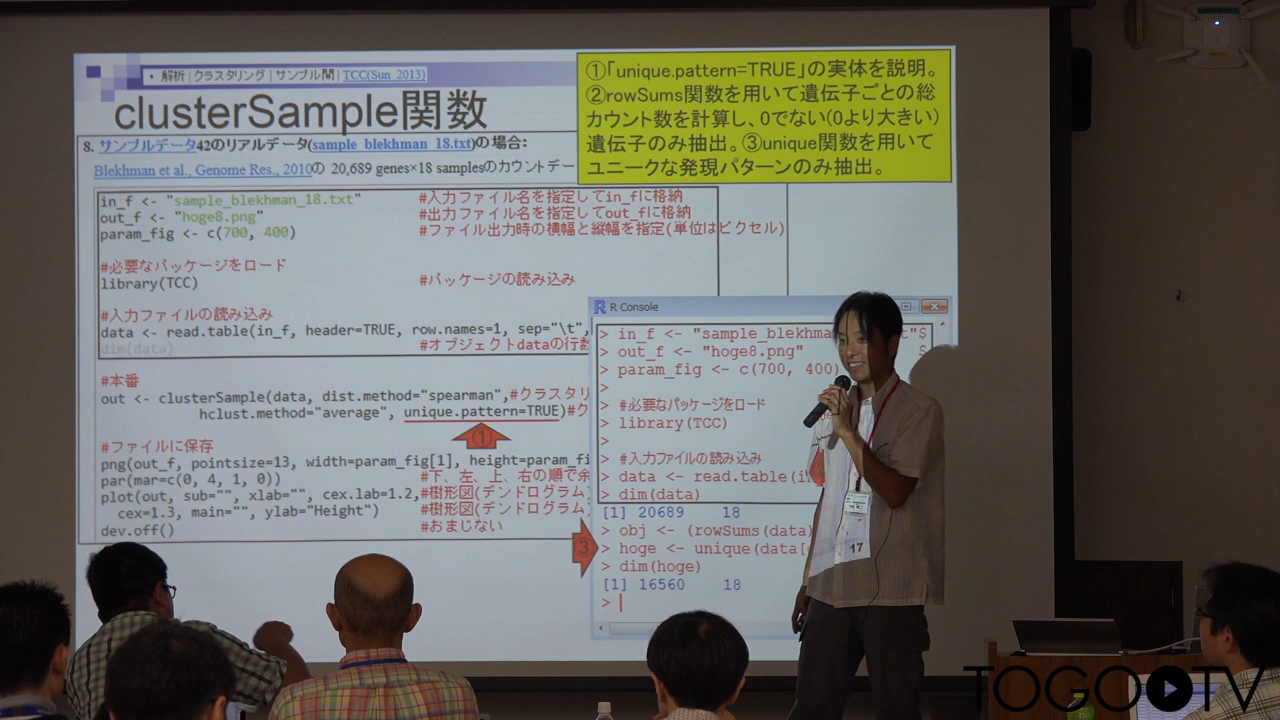 • 解析 | クラスタリング | サンプル間 | TCC(Sun_2013)
clusterSample関数
①「unique.pattern=TRUE」の実体を説明。
②rowSums関数を用いて遺伝子ごとの総
カウント数を計算し、0でない(0より大きい)
遺伝子のみ抽出。③unique関数を用いて
ユニークな発現パターンのみ抽出。
8. サンプルデータ42のリアルデータ(sample_blekhman_18.txt)の場合:
Blekhman et al., Genome Res., 2010の 20,689 genes×18 samplesのカウントデー
in_f <- "sample_blekhman_18.txt" #入力ファイル名を指定してin_fに格納
out_f <- "hoge8.png" #出力ファイル名を指定してout_fに格納
param_fig <- c(700, 400) #ファイル出力時の横幅と縦幅を指定(単位はピクセル)
#必要なパッケージをロード
library(TCC) #パッケージの読み込み
#入力ファイルの読み込み
data <- read.table(in_f, header=TRUE, row.names=1, sep="\t",
dim(data) #オブジェクトdataの行数
#本番
out <- clusterSample(data, dist.method="spearman",#クラスタリ
hclust.method="average", unique.pattern=TRUE)#ク
①
#ファイルに保存
png(out_f, pointsize=13, width=param_fig[1], height=param_fi
par(mar=c(0, 4, 1, 0)) #下、左、上、右の順で余
plot(out, sub="", xlab="", cex.lab=1.2,#樹形図(デンドログラム)
cex=1.3, main="", ylab="Height") #樹形図(デンドログラム)
dev.off() #おまじない
R Console
> in_f <- "sample_blekhma t"$
> out_f <- "hoge8.png" $
> param_fig <- c(700, 400)
>
> #必要なパッケージをロード
> library(TCC)
>
> #入力ファイルの読み込み
> data <- read.table(i
> dim(data)
[1] 20689 18
> obj <- (rowSums(data)
③
> hoge <- unique(data[
> dim(hoge)
[1] 16560 18
>
17
TOGO TV